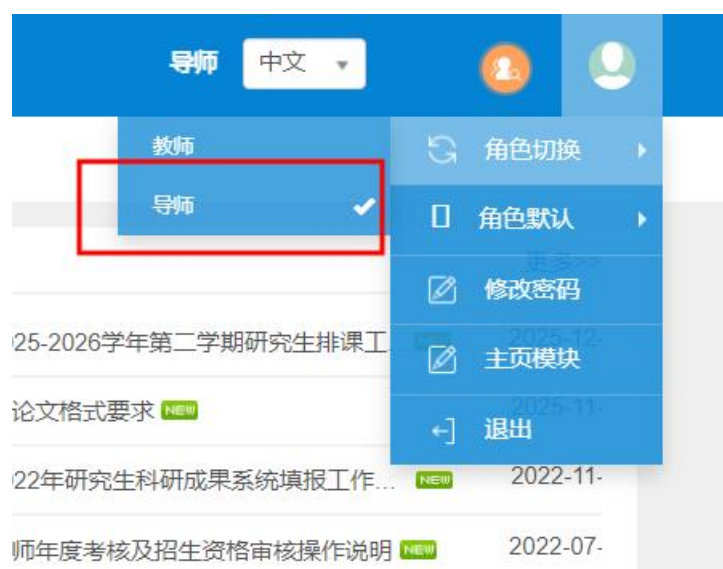 导师 中文
教师
导师
角色切换
角色默认
修改密码
主页模块
退出
更多>>
25-2026学年第二学期研究生排课工 2025-12-
论文格式要求 NEW 2025-11-
22年研究生科研成果系统填报工作... NEW 2022-11-
师年度考核及招生资格审核操作说明 NEW 2022-07-